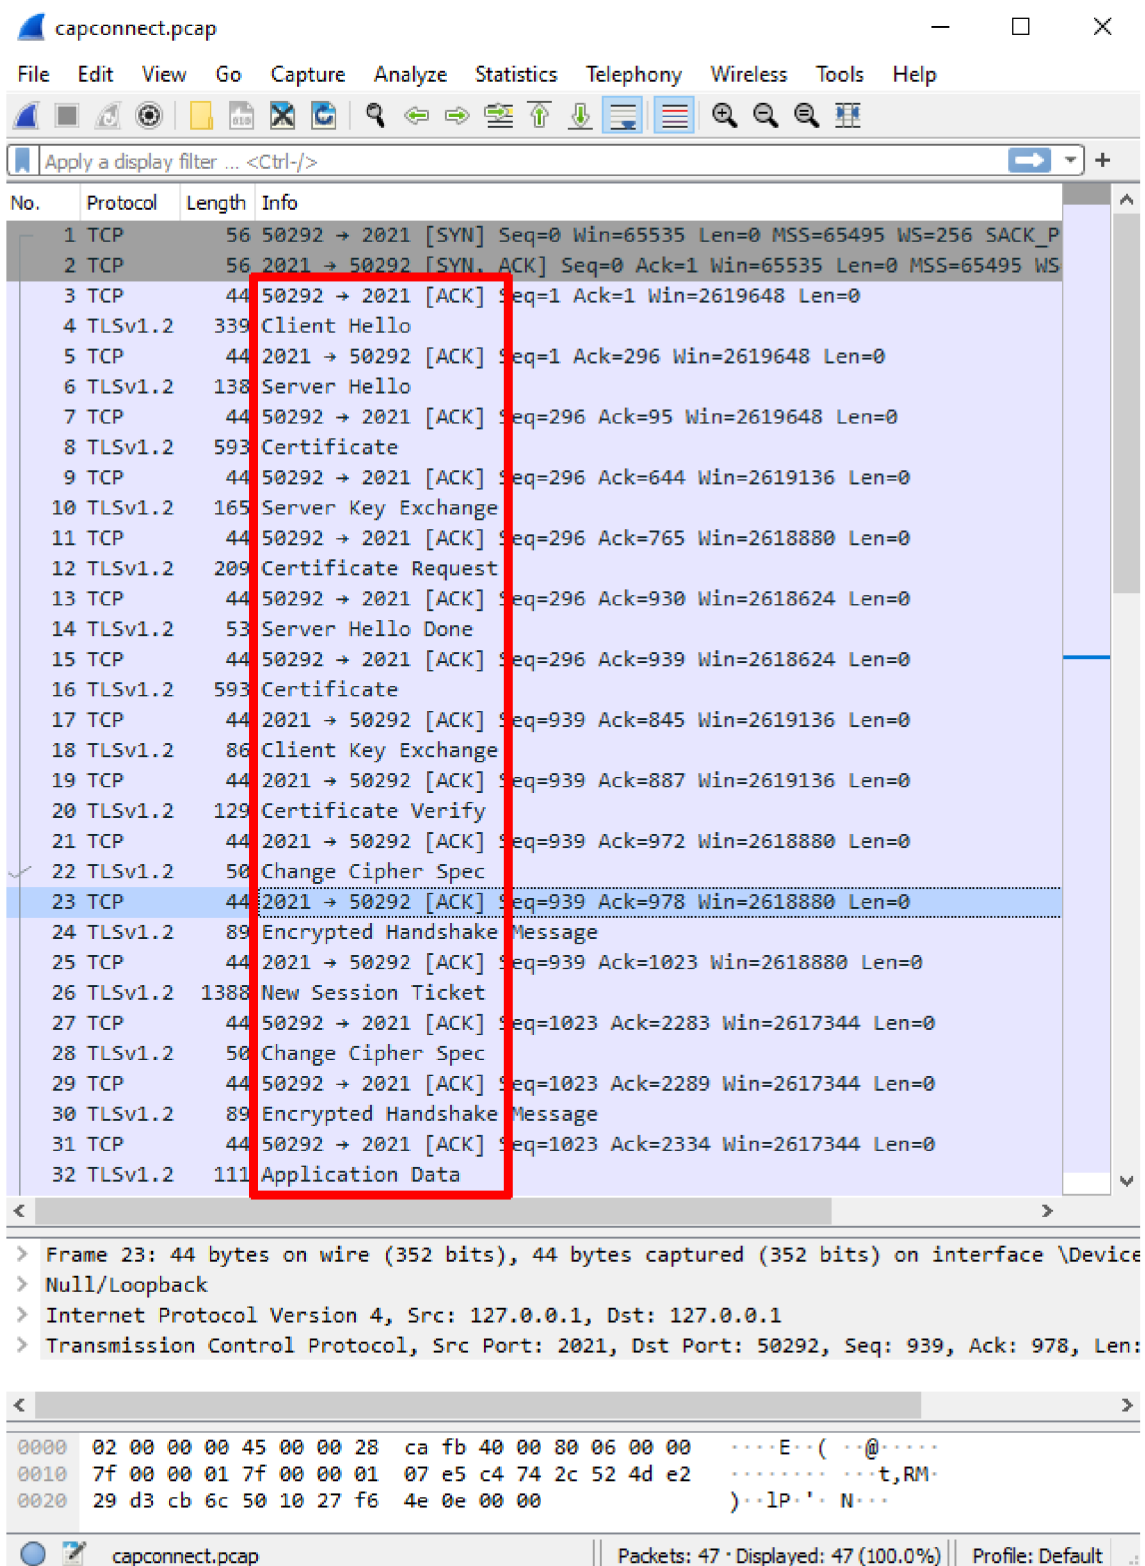 capconnect.pcap
File Edit View Go Capture Analyze Statistics Telephony Wireless Tools Help
Apply a display filter ... <Ctrl-/>
No. Protocol Length Info
1 TCP 56 50292 → 2021 [SYN] Seq=0 Win=65535 Len=0 MSS=65495 WS=256 SACK_P
2 TCP 56 2021 → 50292 [SYN, ACK] Seq=0 Ack=1 Win=65535 Len=0 MSS=65495 WS
3 TCP 44 50292 → 2021 [ACK] Seq=1 Ack=1 Win=2619648 Len=0
4 TLSv1.2 339 Client Hello
5 TCP 44 2021 → 50292 [ACK] Seq=1 Ack=296 Win=2619648 Len=0
6 TLSv1.2 138 Server Hello
7 TCP 44 50292 → 2021 [ACK] Seq=296 Ack=95 Win=2619648 Len=0
8 TLSv1.2 593 Certificate
9 TCP 44 50292 → 2021 [ACK] Seq=296 Ack=644 Win=2619136 Len=0
10 TLSv1.2 165 Server Key Exchange
11 TCP 44 50292 → 2021 [ACK] Seq=296 Ack=765 Win=2618880 Len=0
12 TLSv1.2 209 Certificate Request
13 TCP 44 50292 → 2021 [ACK] Seq=296 Ack=930 Win=2618624 Len=0
14 TLSv1.2 53 Server Hello Done
15 TCP 44 50292 → 2021 [ACK] Seq=296 Ack=939 Win=2618624 Len=0
16 TLSv1.2 593 Certificate
17 TCP 44 2021 → 50292 [ACK] Seq=939 Ack=845 Win=2619136 Len=0
18 TLSv1.2 86 Client Key Exchange
19 TCP 44 2021 → 50292 [ACK] Seq=939 Ack=887 Win=2619136 Len=0
20 TLSv1.2 129 Certificate Verify
21 TCP 44 2021 → 50292 [ACK] Seq=939 Ack=972 Win=2618880 Len=0
22 TLSv1.2 50 Change Cipher Spec
23 TCP 44 2021 → 50292 [ACK] Seq=939 Ack=978 Win=2618880 Len=0
24 TLSv1.2 89 Encrypted Handshake Message
25 TCP 44 2021 → 50292 [ACK] Seq=939 Ack=1023 Win=2618880 Len=0
26 TLSv1.2 1388 New Session Ticket
27 TCP 44 50292 → 2021 [ACK] Seq=1023 Ack=2283 Win=2617344 Len=0
28 TLSv1.2 50 Change Cipher Spec
29 TCP 44 50292 → 2021 [ACK] Seq=1023 Ack=2289 Win=2617344 Len=0
30 TLSv1.2 89 Encrypted Handshake Message
31 TCP 44 50292 → 2021 [ACK] Seq=1023 Ack=2334 Win=2617344 Len=0
32 TLSv1.2 111 Application Data
Frame 23: 44 bytes on wire (352 bits), 44 bytes captured (352 bits) on interface \Device
Null/Loopback
Internet Protocol Version 4, Src: 127.0.0.1, Dst: 127.0.0.1
Transmission Control Protocol, Src Port: 2021, Dst Port: 50292, Seq: 939, Ack: 978, Len:
0000 02 00 00 00 45 00 00 28 ca fb 40 00 80 06 00 00 ····E··( ··@·····
0010 7f 00 00 01 7f 00 00 01 07 e5 c4 74 2c 52 4d e2 ········ ···t,RM·
0020 29 d3 cb 6c 50 10 27 f6 4e 0e 00 00 )··lP·'· N···
capconnect.pcap Packets: 47 · Displayed: 47 (100.0%) Profile: Default